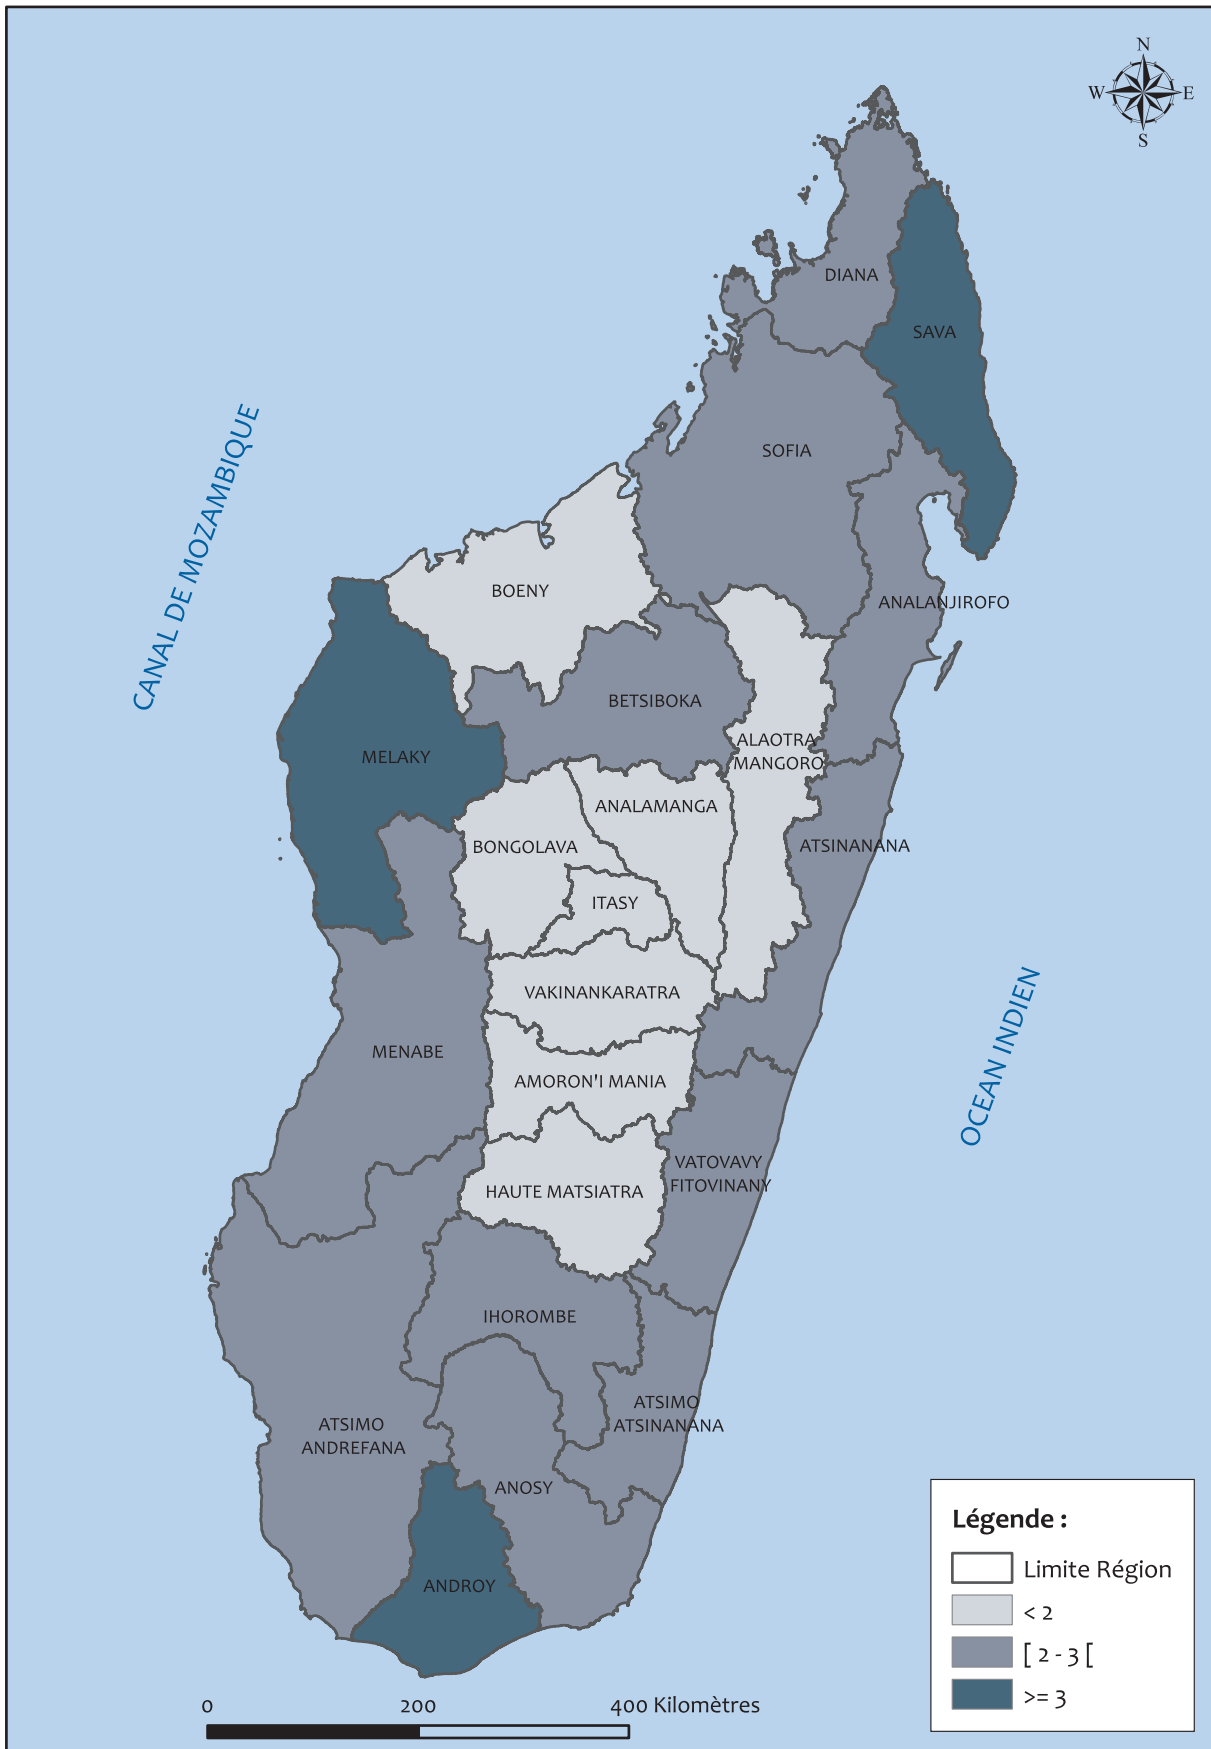 N
W
E
S
DIANA
SAVA
SOFIA
CANAL DE MOZAMBIQUE
BOENY
ANALANJIROFO
BETSIBOKA
MELAKY
ALAOTRA
MANGORO
ANALAMANGA
BONGOLAVA
ATSINANANA
ITASY
VAKINANKARATRA
MENABE
OCEAN INDIEN
AMORON'I MANIA
VATOVAVY
FITOVINANY
HAUTE MATSIATRA
IHOROMBE
ATSIMO
ATSINANANA
ATSIMO
ANDREFANA
ANOSY
ANDROY
Légende :
Limite Région
< 2
[ 2 - 3 [
>= 3
0 200 400 Kilomètres